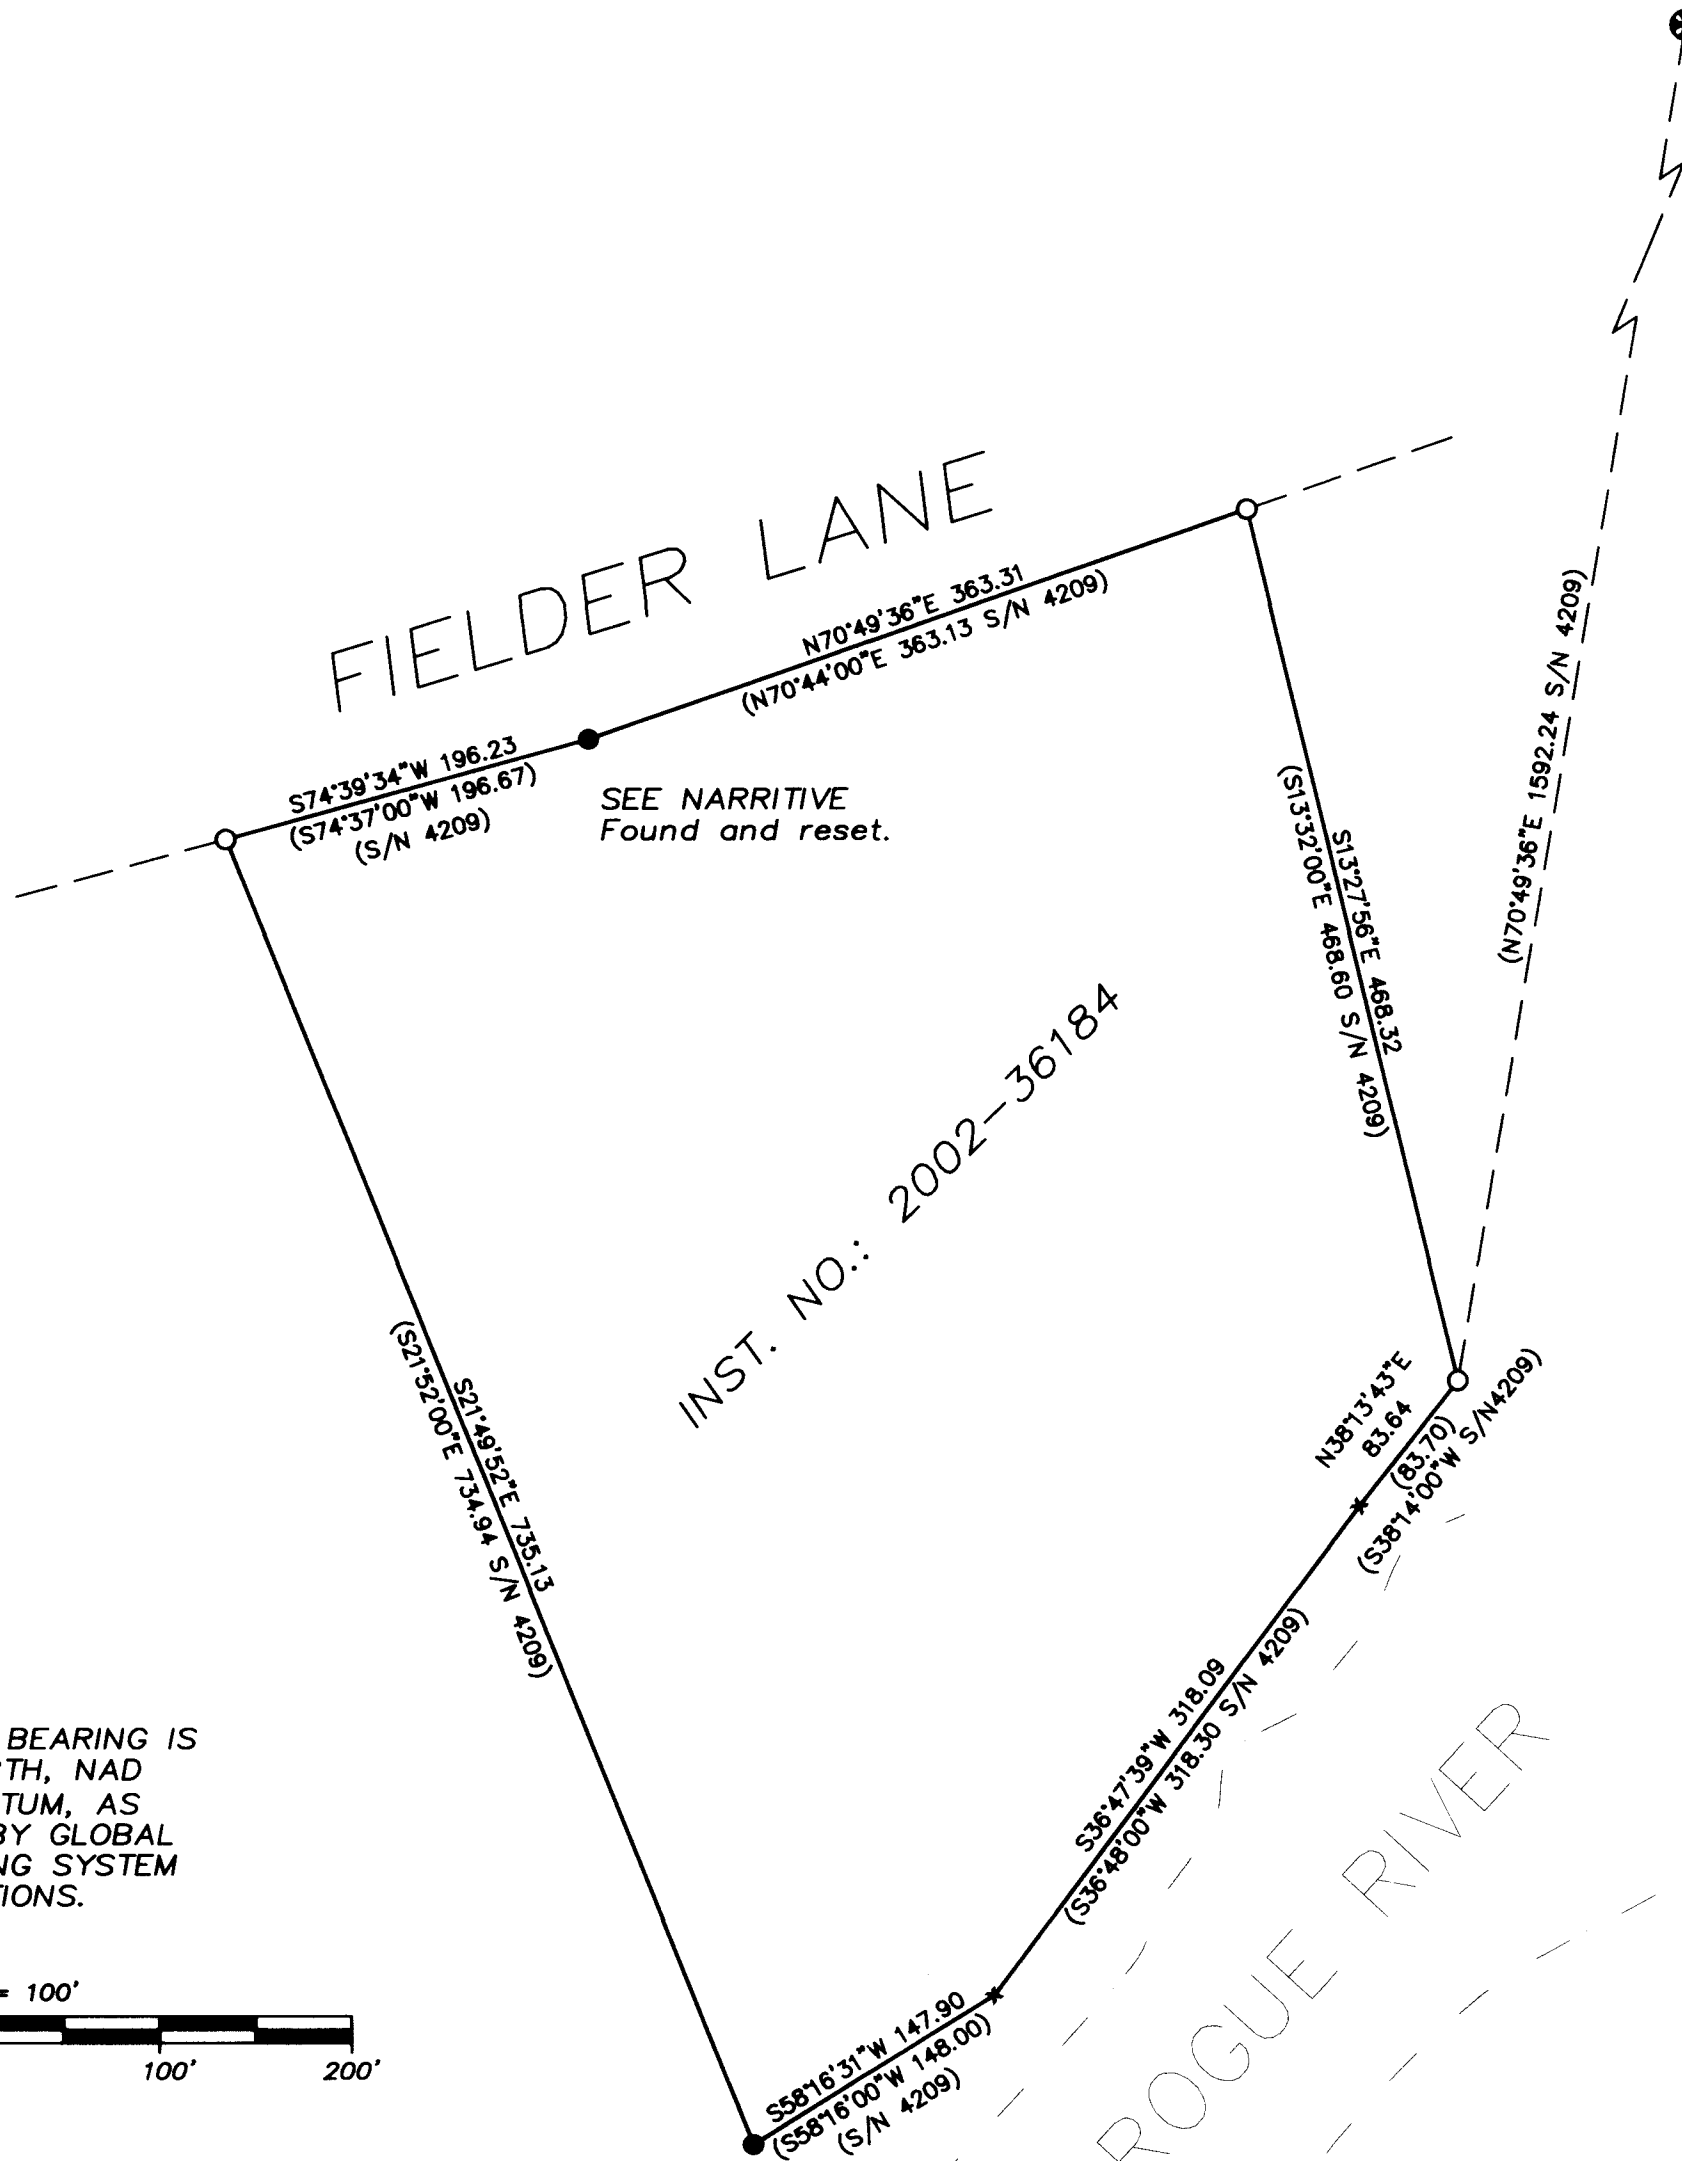 FIELDER LANE
N70°49'36"E 363.31
(N70°44'00"E 363.13 S/N 4209)
S74°39'34"W 196.23
(S74°37'00"W 196.67)
(S/N 4209)
SEE NARRITIVE
Found and reset.
(N70°49'36"E 1592.24 S/N 4209)
S13°27'56"E 468.32
(S13°32'00"E 468.60 S/N 4209)
INST. NO.: 2002-36184
S21°49'52"E 735.13
(S21°52'00"E 734.94 S/N 4209)
N38°13'43"E
83.64
(83.70)
(S38°14'00"W S/N4209)
S36°47'39"W 318.09
(S36°48'00"W 318.30 S/N 4209)
S58°16'31"W 147.90
(S58°16'00"W 148.00)
(S/N 4209)
ROGUE RIVER
BEARING IS
TH, NAD
TUM, AS
BY GLOBAL
NG SYSTEM
TIONS.
= 100'
100' 200'